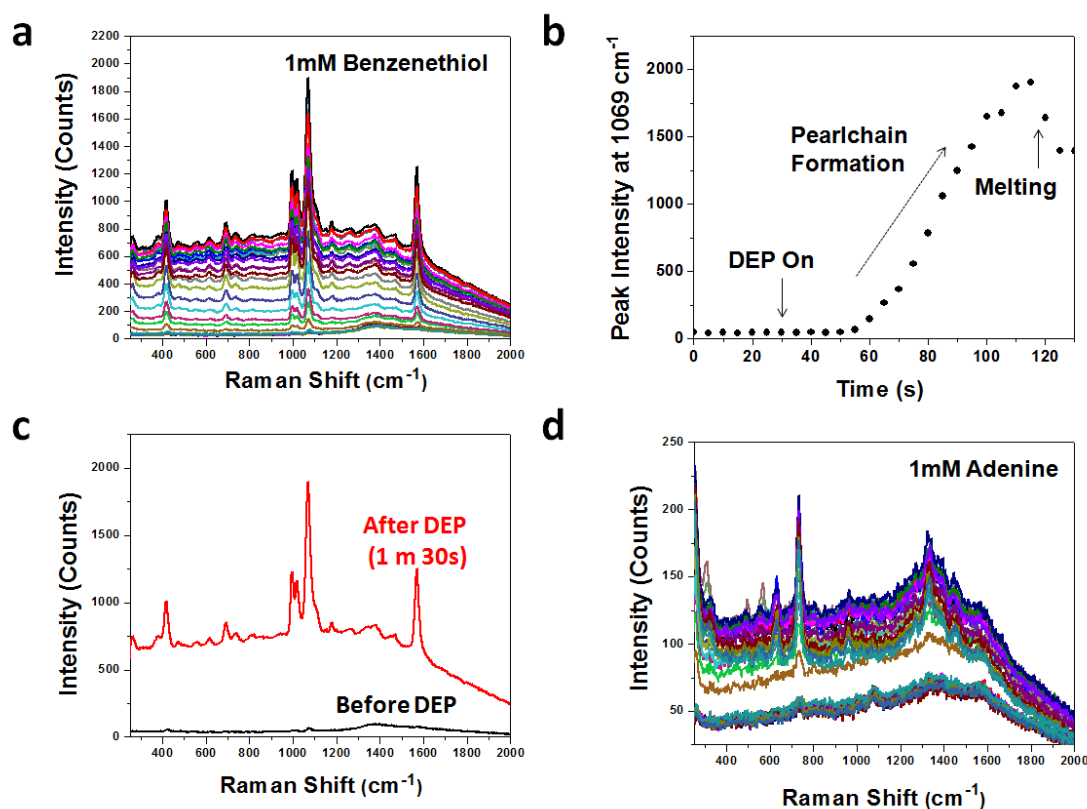 a
1mM Benzenethiol
Intensity (Counts)
2200
2000
1800
1600
1400
1200
1000
800
600
400
200
0
400 600 800 1000 1200 1400 1600 1800 2000
Raman Shift (cm-1)
b
Peak Intensity at 1069 cm-1
2000
1500
1000
500
0
Pearlchain
Formation
Melting
DEP On
0 20 40 60 80 100 120
Time (s)
c
Intensity (Counts)
2000
1500
1000
500
0
After DEP
(1 m 30s)
Before DEP
400 600 800 1000 1200 1400 1600 1800 2000
Raman Shift (cm-1)
d
1mM Adenine
Intensity (Counts)
250
200
150
100
50
400 600 800 1000 1200 1400 1600 1800 2000
Raman Shift (cm-1)